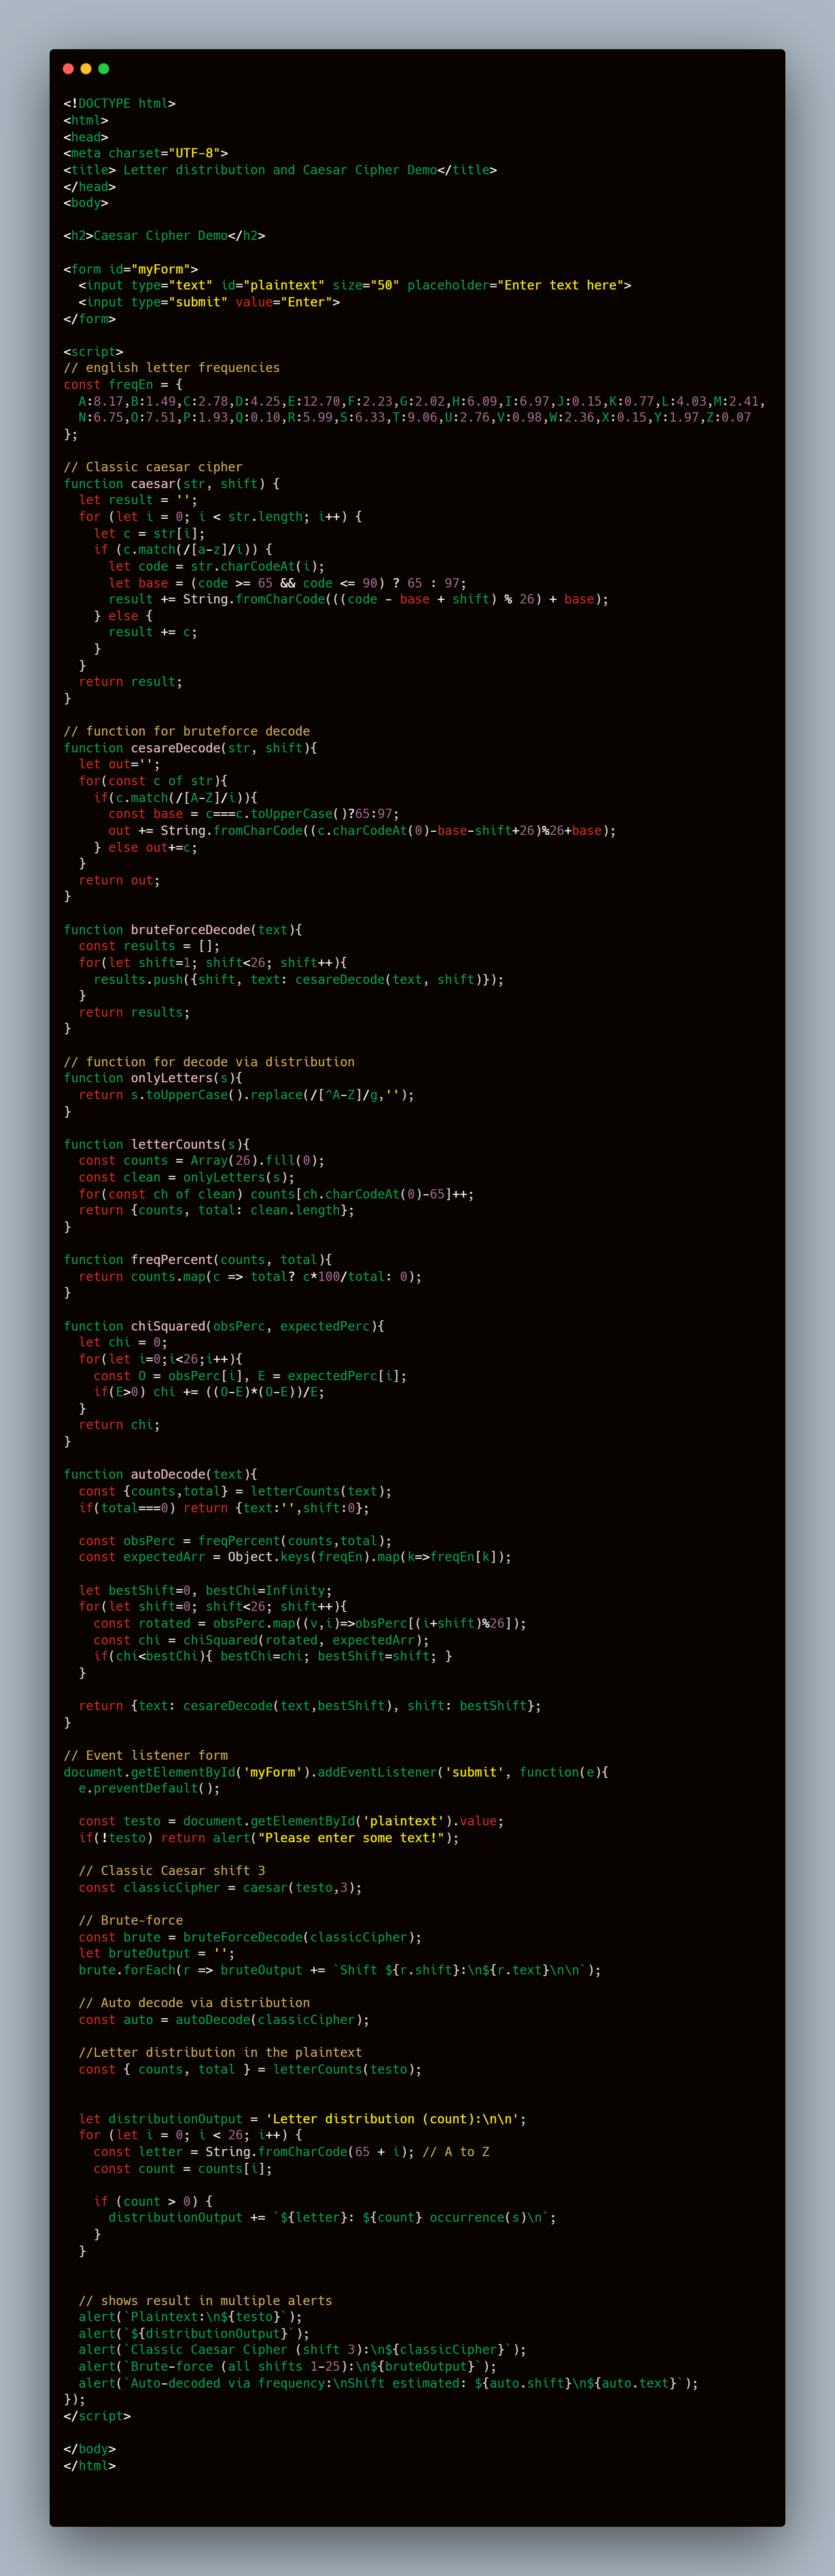 <!DOCTYPE html>
<html>
<head>
<meta charset="UTF-8">
<title> Letter distribution and Caesar Cipher Demo</title>
</head>
<body>

<h2>Caesar Cipher Demo</h2>

<form id="myForm">
  <input type="text" id="plaintext" size="50" placeholder="Enter text here">
  <input type="submit" value="Enter">
</form>

<script>
// english letter frequencies
const freqEn = {
  A:8.17,B:1.49,C:2.78,D:4.25,E:12.70,F:2.23,G:2.02,H:6.09,I:6.97,J:0.15,K:0.77,L:4.03,M:2.41,
  N:6.75,O:7.51,P:1.93,Q:0.10,R:5.99,S:6.33,T:9.06,U:2.76,V:0.98,W:2.36,X:0.15,Y:1.97,Z:0.07
};

// Classic caesar cipher
function caesar(str, shift) {
  let result = '';
  for (let i = 0; i < str.length; i++) {
    let c = str[i];
    if (c.match(/[a-z]/i)) {
      let code = str.charCodeAt(i);
      let base = (code >= 65 && code <= 90) ? 65 : 97;
      result += String.fromCharCode(((code - base + shift) % 26) + base);
    } else {
      result += c;
    }
  }
  return result;
}

// function for bruteforce decode
function cesareDecode(str, shift){
  let out='';
  for(const c of str){
    if(c.match(/[A-Z]/i)){
      const base = c===c.toUpperCase()?65:97;
      out += String.fromCharCode((c.charCodeAt(0)-base-shift+26)%26+base);
    } else out+=c;
  }
  return out;
}

function bruteForceDecode(text){
  const results = [];
  for(let shift=1; shift<26; shift++){
    results.push({shift, text: cesareDecode(text, shift)});
  }
  return results;
}

// function for decode via distribution
function onlyLetters(s){
  return s.toUpperCase().replace(/[^A-Z]/g,'');
}

function letterCounts(s){
  const counts = Array(26).fill(0);
  const clean = onlyLetters(s);
  for(const ch of clean) counts[ch.charCodeAt(0)-65]++;
  return {counts, total: clean.length};
}

function freqPercent(counts, total){
  return counts.map(c => total? c*100/total: 0);
}

function chiSquared(obsPerc, expectedPerc){
  let chi = 0;
  for(let i=0;i<26;i++){
    const O = obsPerc[i], E = expectedPerc[i];
    if(E>0) chi += ((O-E)*(O-E))/E;
  }
  return chi;
}

function autoDecode(text){
  const {counts,total} = letterCounts(text);
  if(total===0) return {text:'',shift:0};

  const obsPerc = freqPercent(counts,total);
  const expectedArr = Object.keys(freqEn).map(k=>freqEn[k]);

  let bestShift=0, bestChi=Infinity;
  for(let shift=0; shift<26; shift++){
    const rotated = obsPerc.map((v,i)=>obsPerc[(i+shift)%26]);
    const chi = chiSquared(rotated, expectedArr);
    if(chi<bestChi){ bestChi=chi; bestShift=shift; }
  }

  return {text: cesareDecode(text,bestShift), shift: bestShift};
}

// Event listener form
document.getElementById('myForm').addEventListener('submit', function(e){
  e.preventDefault();

  const testo = document.getElementById('plaintext').value;
  if(!testo) return alert("Please enter some text!");

  // Classic Caesar shift 3
  const classicCipher = caesar(testo,3);

  // Brute-force
  const brute = bruteForceDecode(classicCipher);
  let bruteOutput = '';
  brute.forEach(r => bruteOutput += `Shift ${r.shift}:\n${r.text}\n\n`);

  // Auto decode via distribution
  const auto = autoDecode(classicCipher);

  //Letter distribution in the plaintext
  const { counts, total } = letterCounts(testo);


  let distributionOutput = 'Letter distribution (count):\n\n';
  for (let i = 0; i < 26; i++) {
    const letter = String.fromCharCode(65 + i); // A to Z
    const count = counts[i];

    if (count > 0) {
      distributionOutput += `${letter}: ${count} occurrence(s)\n`;
    }
  }


  // shows result in multiple alerts
  alert(`Plaintext:\n${testo}`);
  alert(`${distributionOutput}`);
  alert(`Classic Caesar Cipher (shift 3):\n${classicCipher}`);
  alert(`Brute-force (all shifts 1-25):\n${bruteOutput}`);
  alert(`Auto-decoded via frequency:\nShift estimated: ${auto.shift}\n${auto.text}`);
});
</script>

</body>
</html>